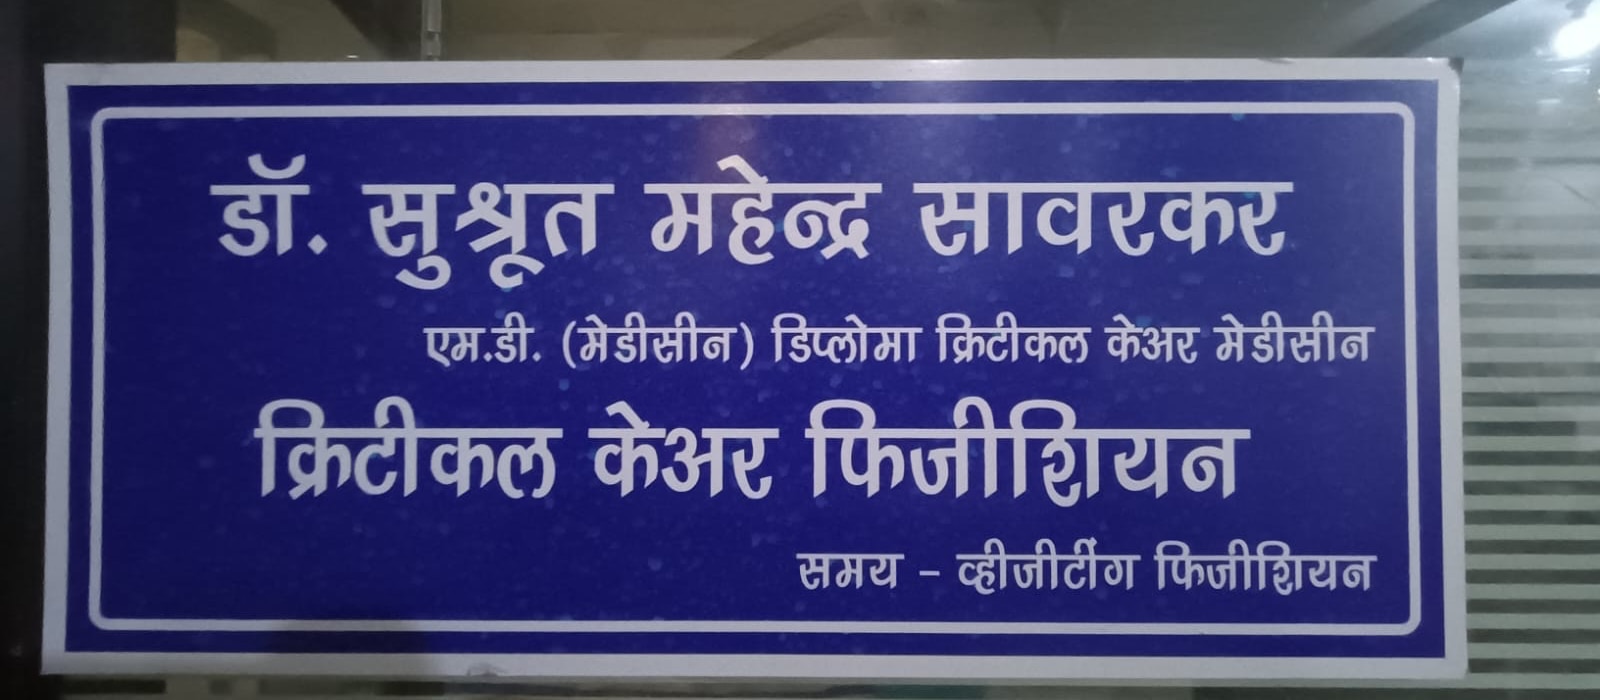 डॉ. सुश्रूत महेन्द्र सावरकर
एम.डी. (मेडीसीन) डिप्लोमा क्रिटीकल केअर मेडीसीन
क्रिटीकल केअर फिजीशियन
समय - व्हीजीटींग फिजीशियन